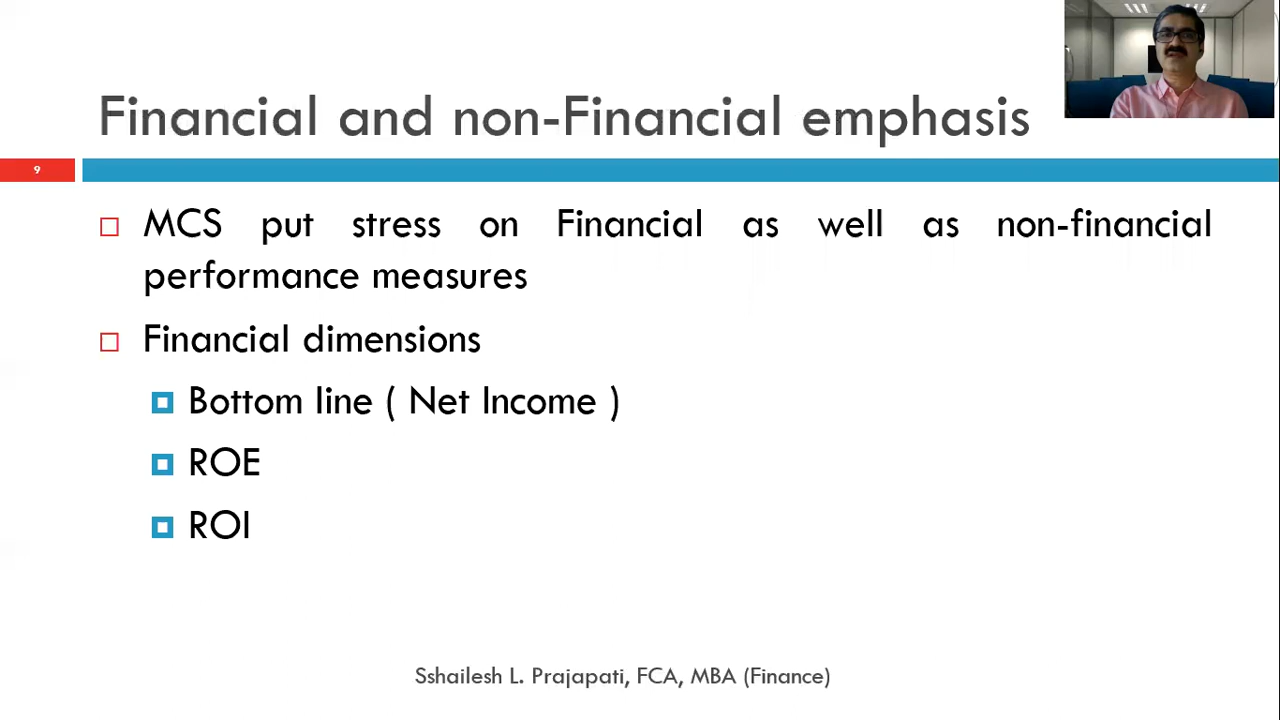 Financial and non-Financial emphasis
9
MCS put stress on Financial as well as non-financial
performance measures
Financial dimensions
Bottom line ( Net Income )
ROE
ROI
Sshailesh L. Prajapati, FCA, MBA (Finance)